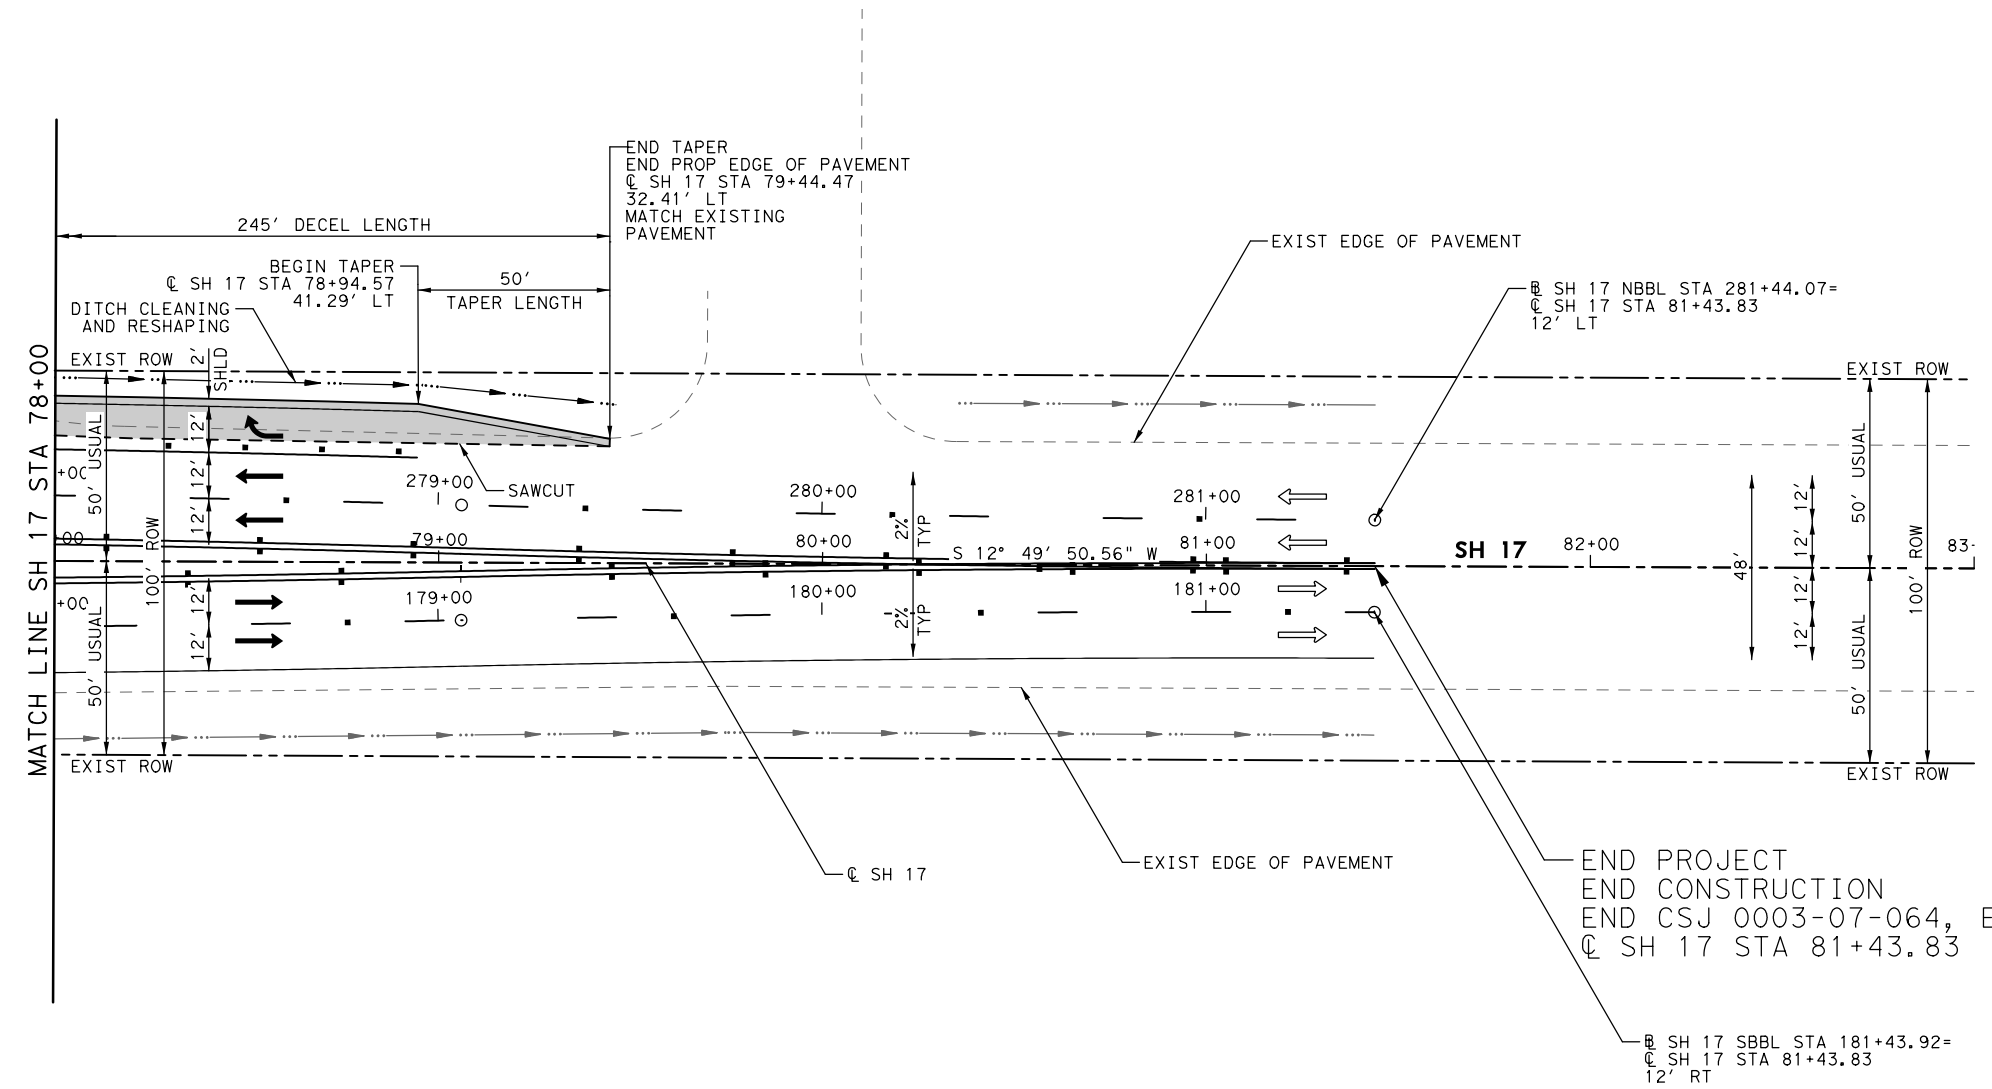 END TAPER
END PROP EDGE OF PAVEMENT
℄ SH 17 STA 79+44.47
32.41' LT
MATCH EXISTING
PAVEMENT
245' DECEL LENGTH
BEGIN TAPER
℄ SH 17 STA 78+94.57
41.29' LT
50'
TAPER LENGTH
DITCH CLEANING
AND RESHAPING
EXIST EDGE OF PAVEMENT
B SH 17 NBBL STA 281+44.07=
℄ SH 17 STA 81+43.83
12' LT
MATCH LINE SH 17 STA 78+00
EXIST ROW
2'
SHLD
EXIST ROW
12'
12'
12'
50' USUAL
100' ROW
50' USUAL
12'
12'
+00
00
+00
279+00
SAWCUT
280+00
281+00
79+00
80+00
S 12° 49' 50.56" W
81+00
SH 17
82+00
83-
179+00
180+00
181+00
2%
TYP
2%
TYP
48'
12'
12'
12'
12'
50' USUAL
50' USUAL
100' ROW
EXIST ROW
EXIST ROW
℄ SH 17
EXIST EDGE OF PAVEMENT
END PROJECT
END CONSTRUCTION
END CSJ 0003-07-064, E
℄ SH 17 STA 81+43.83
B SH 17 SBBL STA 181+43.92=
℄ SH 17 STA 81+43.83
12' RT